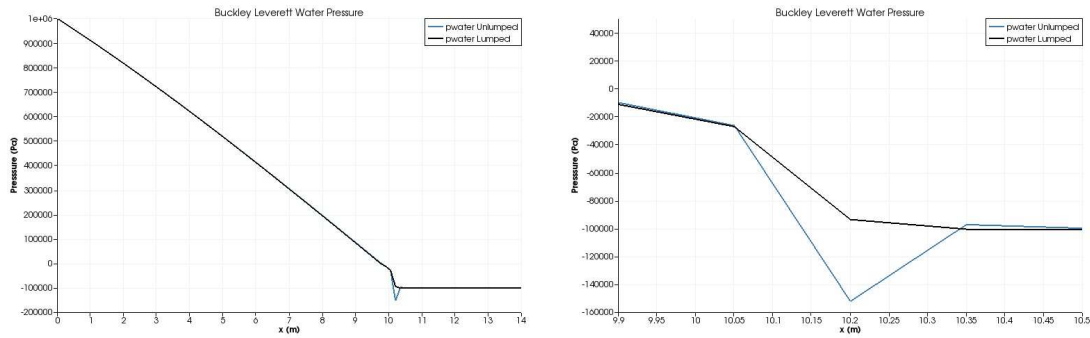 Buckley Leverett Water Pressure
pwater Unlumped
pwater Lumped
1e+06
900000
800000
700000
600000
500000
400000
300000
200000
100000
0
-100000
-200000
Presssure (Pa)
0 1 2 3 4 5 6 7 8 9 10 11 12 13 14
x (m)
Buckley Leverett Water Pressure
pwater Unlumped
pwater Lumped
40000
20000
0
-20000
-40000
-60000
-80000
-100000
-120000
-140000
-160000
Presssure (Pa)
9.9 9.95 10 10.05 10.1 10.15 10.2 10.25 10.3 10.35 10.4 10.45 10.5
x (m)